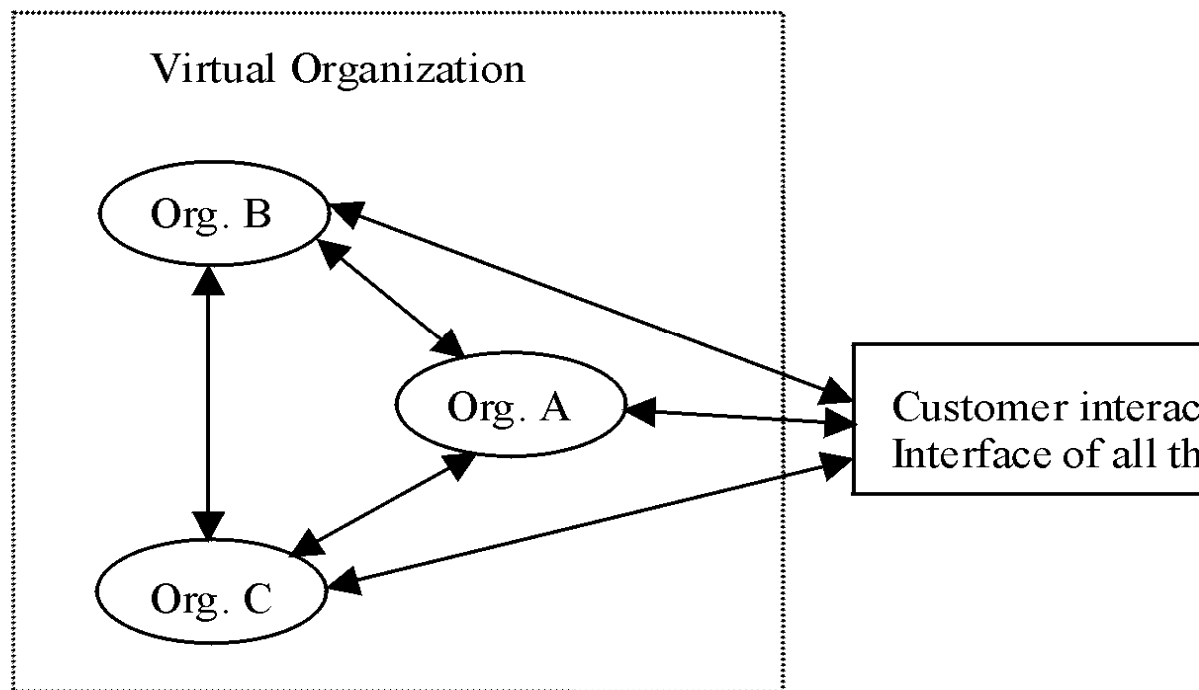 Virtual Organization
Org. B
Org. A
Customer interac
Interface of all th
Org. C